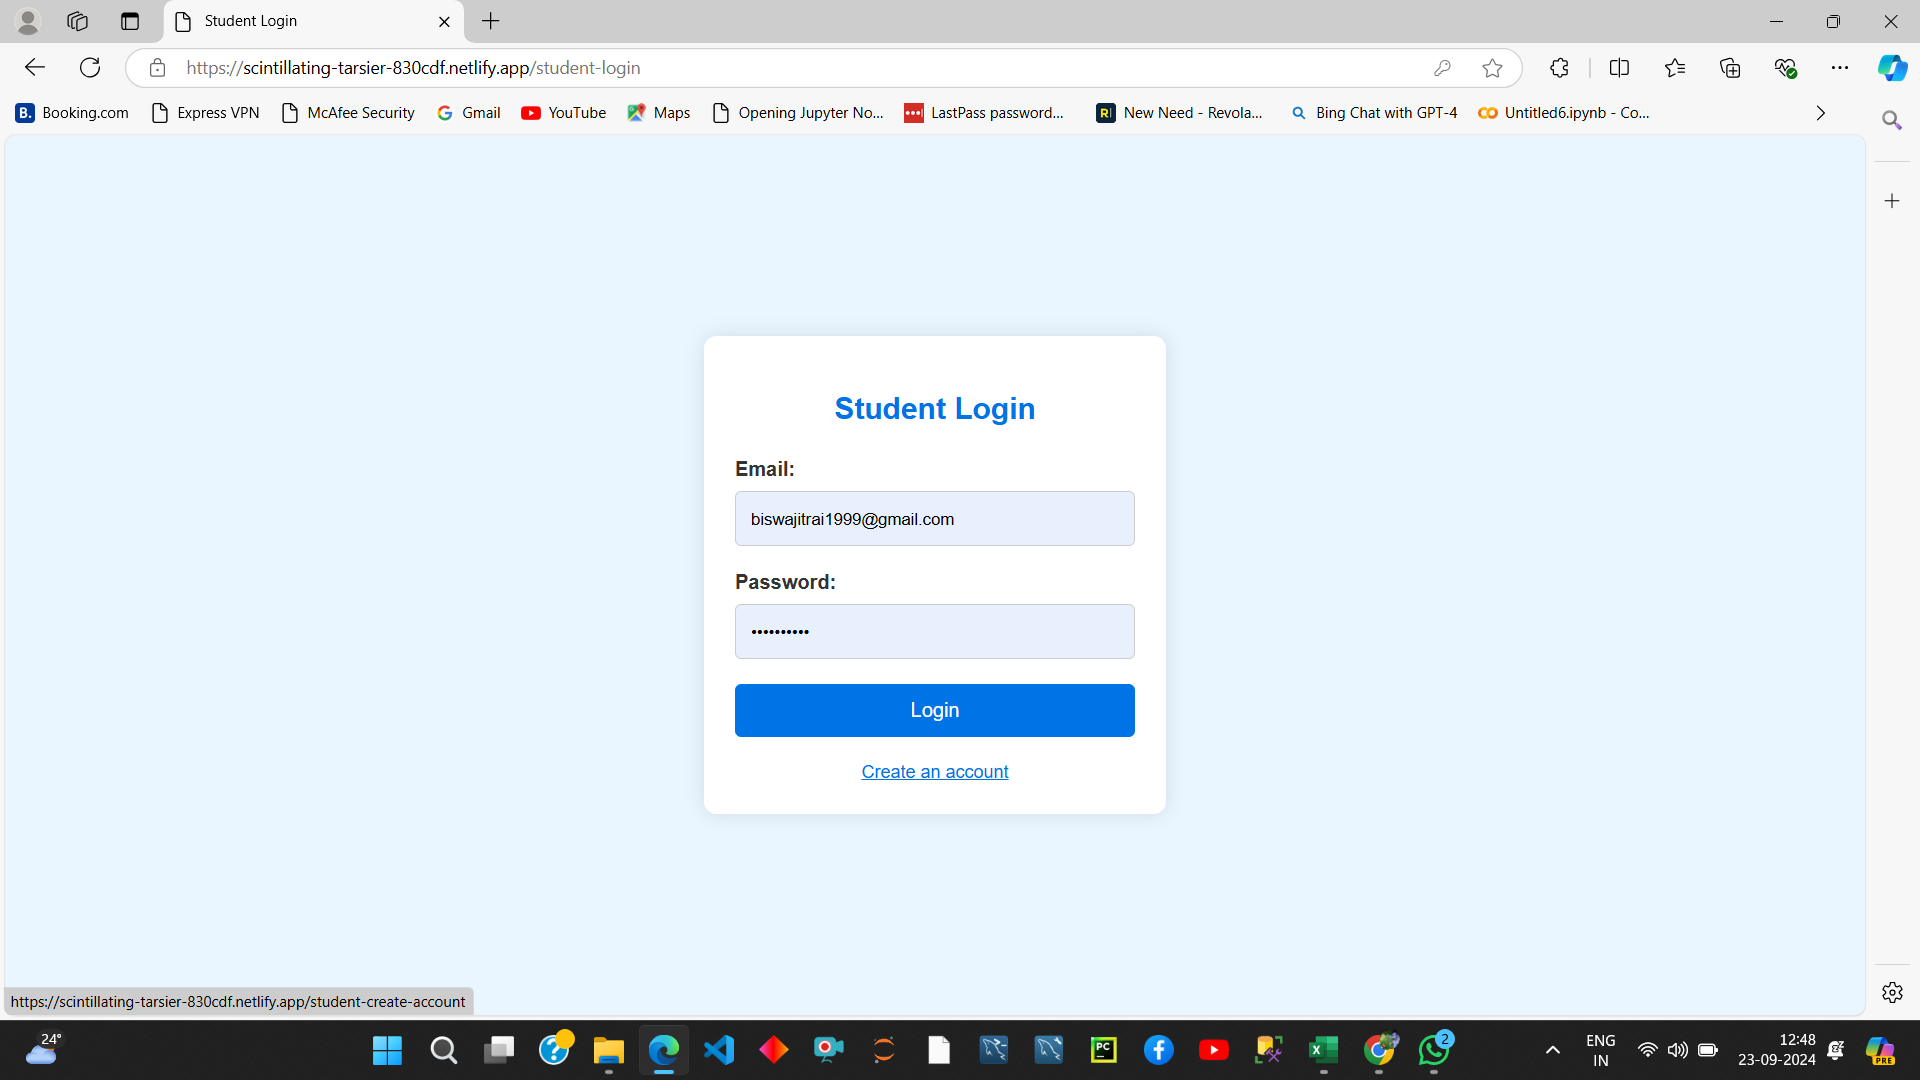 Student Login
https://scintillating-tarsier-830cdf.netlify.app/student-login
B. Booking.com
Express VPN
McAfee Security
Gmail
YouTube
Maps
Opening Jupyter No...
LastPass password...
R| New Need - Revola...
Bing Chat with GPT-4
Untitled6.ipynb - Co...
Student Login
Email:
biswajitrai1999@gmail.com
Password:
••••••••••
Login
Create an account
https://scintillating-tarsier-830cdf.netlify.app/student-create-account
24°
PC
2
ENG
IN
12:48
23-09-2024
PRE